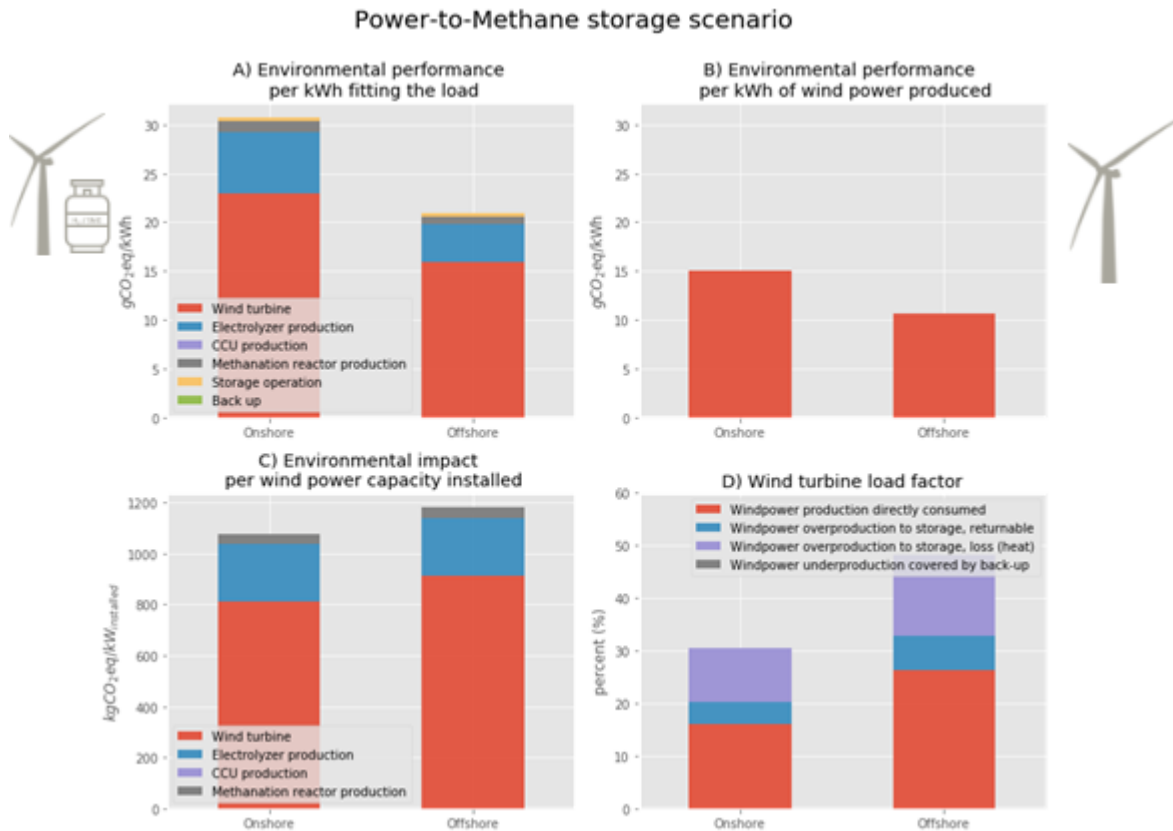 Power-to-Methane storage scenario
A) Environmental performance
per kWh fitting the load
gCO₂eq/kWh
30
25
20
15
10
5
0
Wind turbine
Electrolyzer production
CCU production
Methanation reactor production
Storage operation
Back up
Onshore
Offshore
B) Environmental performance
per kWh of wind power produced
gCO₂eq/kWh
30
25
20
15
10
5
0
Onshore
Offshore
C) Environmental impact
per wind power capacity installed
kgCO₂eq/kW_installed
1200
1000
800
600
400
200
0
Wind turbine
Electrolyzer production
CCU production
Methanation reactor production
Onshore
Offshore
D) Wind turbine load factor
percent (%)
60
50
40
30
20
10
0
Windpower production directly consumed
Windpower overproduction to storage, returnable
Windpower overproduction to storage, loss (heat)
Windpower underproduction covered by back-up
Onshore
Offshore